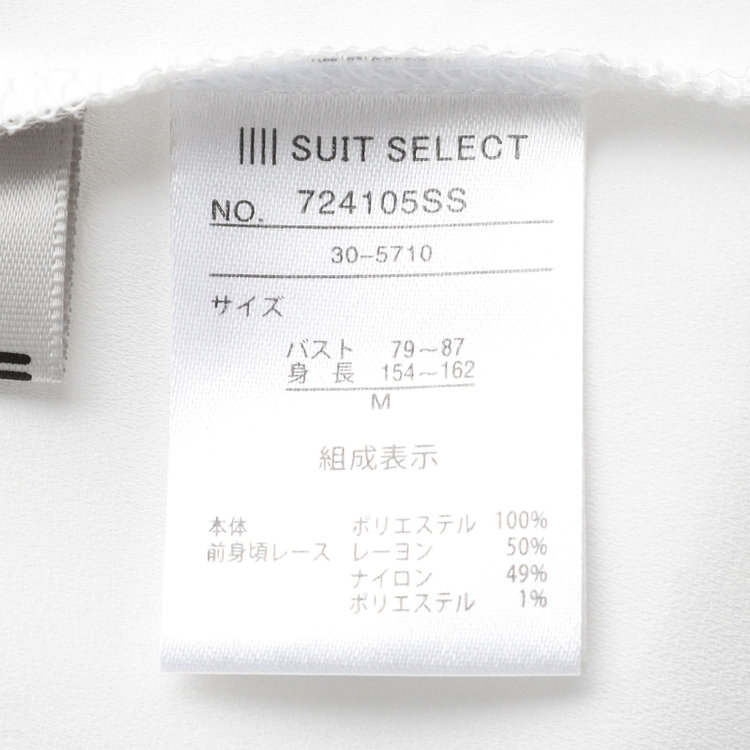 SUIT SELECT
NO. 724105SS
30-5710
サイズ
バスト 79～87
身長 154～162
M
組成表示
本体 ポリエステル 100%
前身頃レース レーヨン 50%
ナイロン 49%
ポリエステル 1%